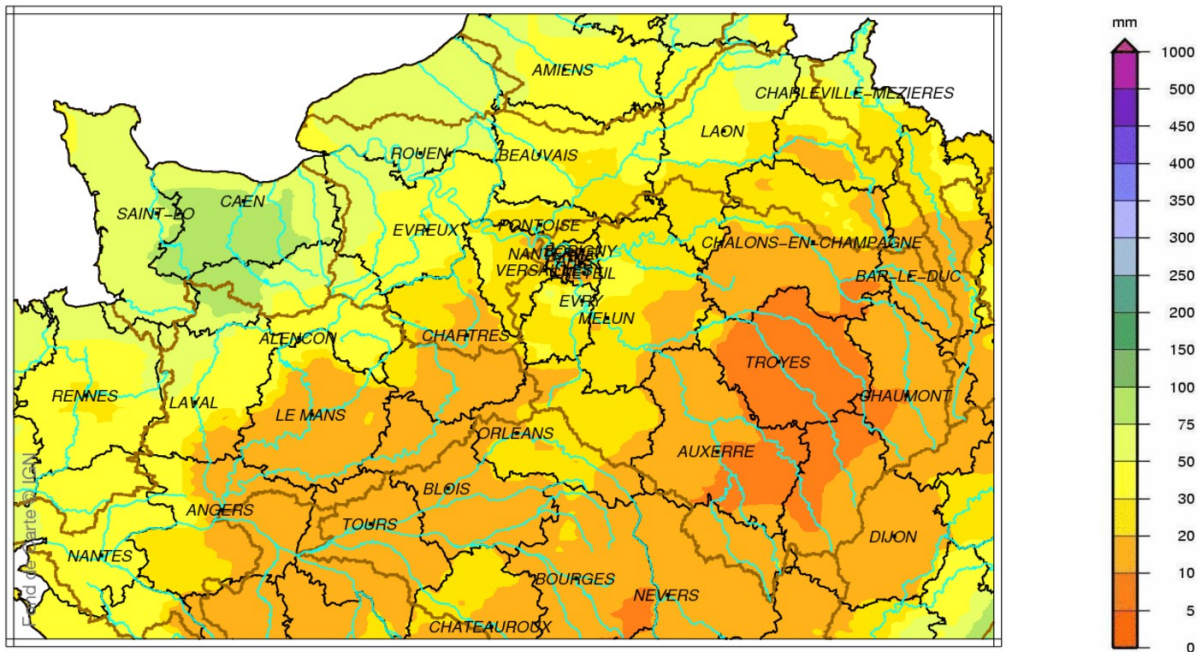 mm
1000
500
450
400
350
300
250
200
150
100
75
50
30
20
10
5
0
AMIENS
CHARLEVILLE-MEZIERES
LAON
ROUEN
BEAUVAIS
CAEN
SAINT-LO
EVREUX
PONTOISE
CHALONS-EN-CHAMPAGNE
BOBIGNY
VERSAILLES
BAR-LE-DUC
EVRY
MELUN
ALENCON
CHARTRES
TROYES
RENNES
LAVAL
CHAUMONT
LE MANS
ORLEANS
AUXERRE
BLOIS
ANGERS
TOURS
DIJON
NANTES
BOURGES
NEVERS
CHATEAUROUX
Fond de carte © IGN